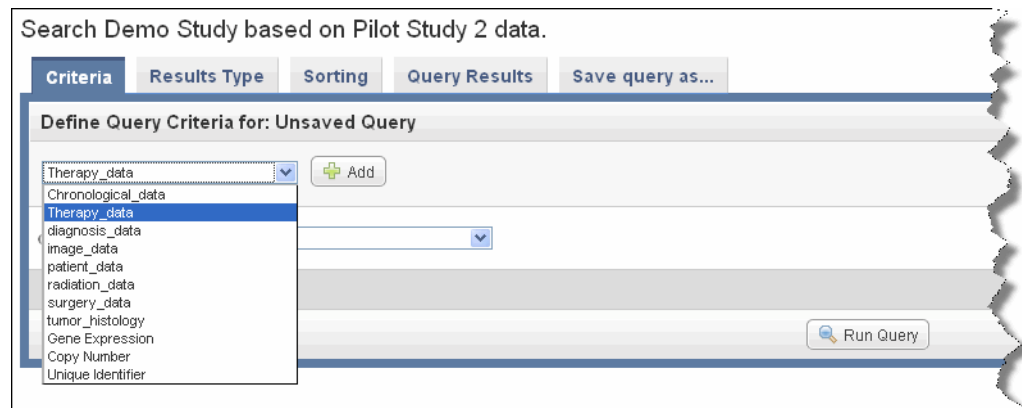 Search Demo Study based on Pilot Study 2 data.
Criteria Results Type Sorting Query Results Save query as...
Define Query Criteria for: Unsaved Query
Therapy_data Add
Chronological_data
Therapy_data
diagnosis_data
image_data
patient_data
radiation_data
surgery_data
tumor_histology
Gene Expression
Copy Number
Unique Identifier
Run Query